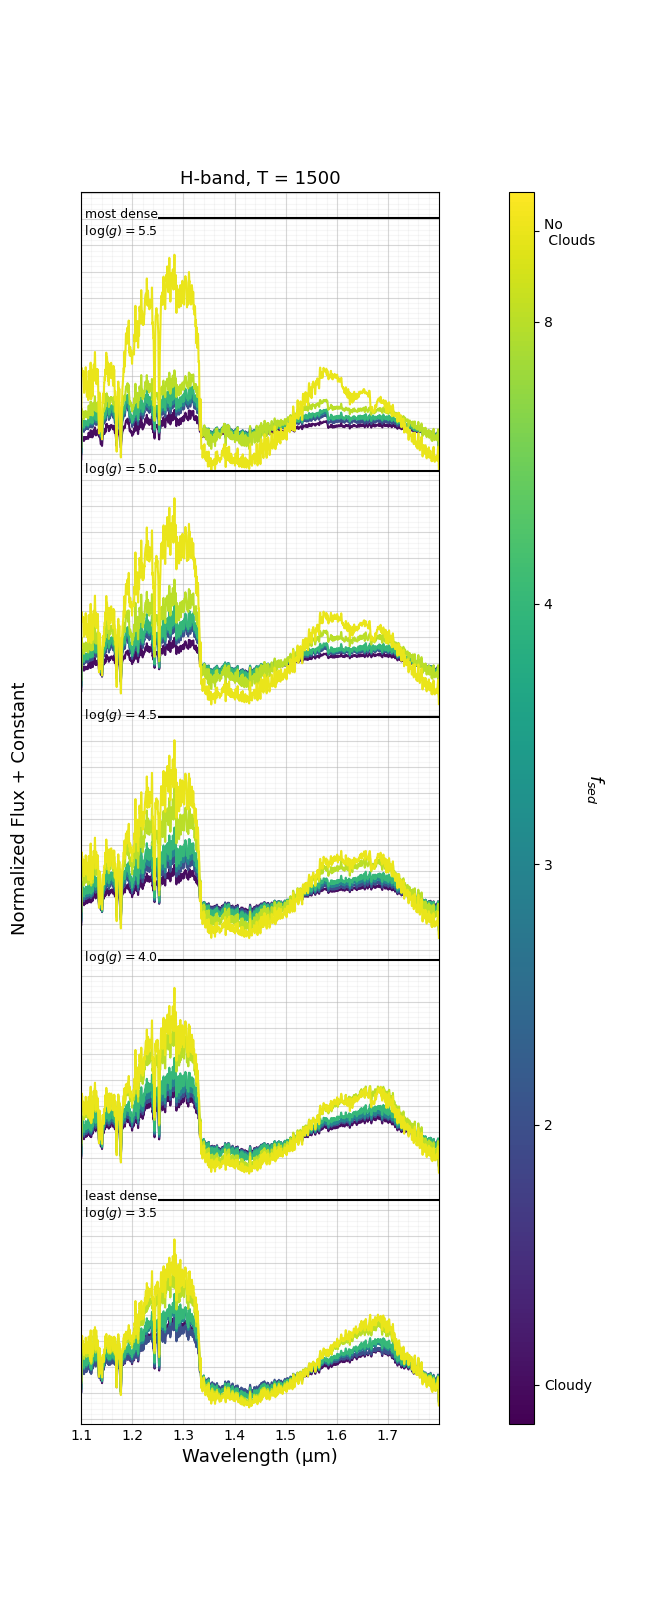 H-band, T = 1500
most dense
log(g) = 5.5
log(g) = 5.0
log(g) = 4.5
log(g) = 4.0
least dense
log(g) = 3.5
1.1 1.2 1.3 1.4 1.5 1.6 1.7
Wavelength (μm)
Normalized Flux + Constant
No
Clouds
8
4
3
2
Cloudy
fsed